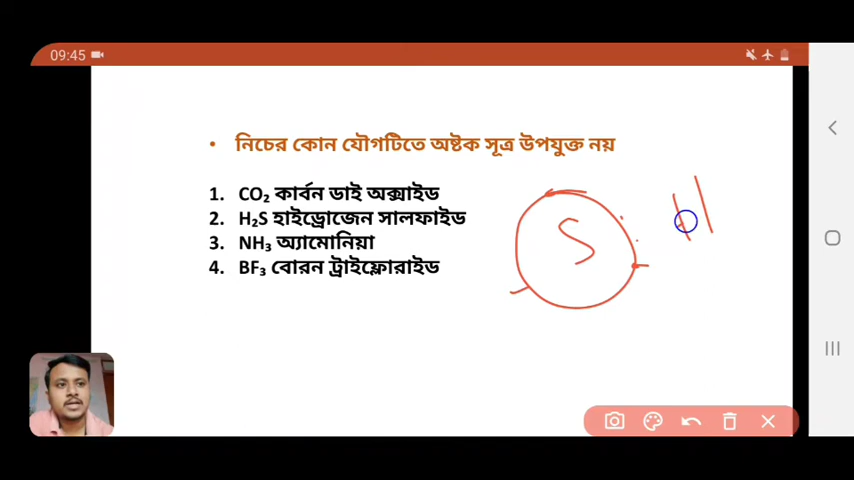 09:45
• নিচের কোন যৌগটিতে অষ্টক সূত্র উপযুক্ত নয়
1. CO₂ কার্বন ডাই অক্সাইড
2. H₂S হাইড্রোজেন সালফাইড
3. NH₃ অ্যামোনিয়া
4. BF₃ বোরন ট্রাইফ্লোরাইড
S